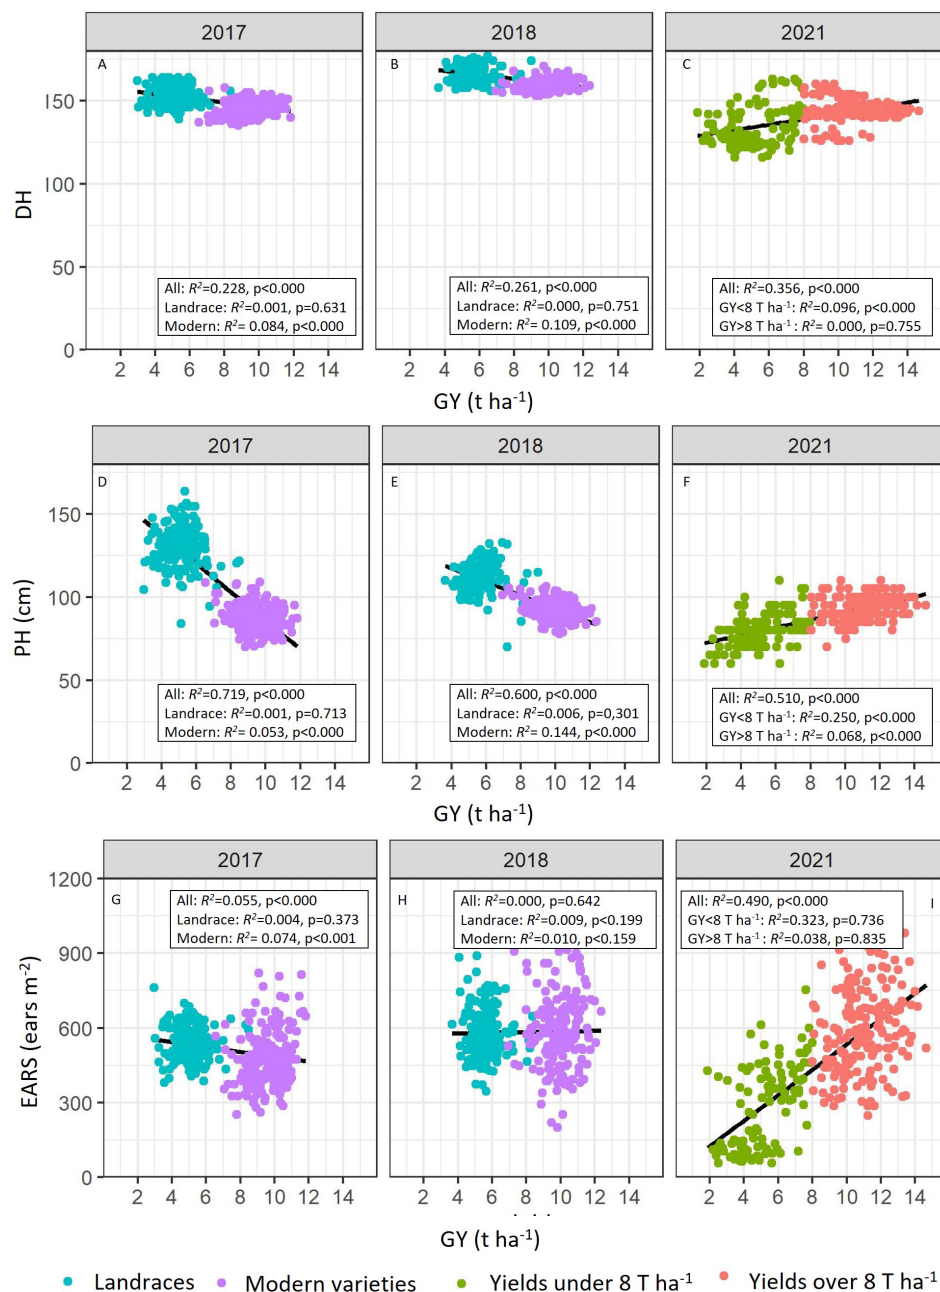 2017 2018 2021
A B C
150
100
50
0
DH
All: R²=0.228, p<0.000
Landrace: R²=0.001, p=0.631
Modern: R²= 0.084, p<0.000
All: R²=0.261, p<0.000
Landrace: R²=0.000, p=0.751
Modern: R²= 0.109, p<0.000
All: R²=0.356, p<0.000
GY<8 T ha⁻¹: R²=0.096, p<0.000
GY>8 T ha⁻¹ : R²= 0.000, p=0.755
2 4 6 8 10 12 14 2 4 6 8 10 12 14 2 4 6 8 10 12 14
GY (t ha⁻¹)
2017 2018 2021
D E F
150
100
50
0
PH (cm)
All: R²=0.719, p<0.000
Landrace: R²=0.001, p=0.713
Modern: R²= 0.053, p<0.000
All: R²=0.600, p<0.000
Landrace: R²=0.006, p=0,301
Modern: R²= 0.144, p<0.000
All: R²=0.510, p<0.000
GY<8 T ha⁻¹: R²=0.250, p<0.000
GY>8 T ha⁻¹ : R²= 0.068, p<0.000
2 4 6 8 10 12 14 2 4 6 8 10 12 14 2 4 6 8 10 12 14
GY (t ha⁻¹)
2017 2018 2021
G H I
1200
900
600
300
0
EARS (ears m⁻²)
All: R²=0.055, p<0.000
Landrace: R²=0.004, p=0.373
Modern: R²= 0.074, p<0.001
All: R²=0.000, p=0.642
Landrace: R²=0.009, p<0.199
Modern: R²=0.010, p<0.159
All: R²=0.490, p<0.000
GY<8 T ha⁻¹: R²=0.323, p=0.736
GY>8 T ha⁻¹ : R²=0.038, p=0.835
2 4 6 8 10 12 14 2 4 6 8 10 12 14 2 4 6 8 10 12 14
GY (t ha⁻¹)
Landraces Modern varieties Yields under 8 T ha⁻¹ Yields over 8 T ha⁻¹